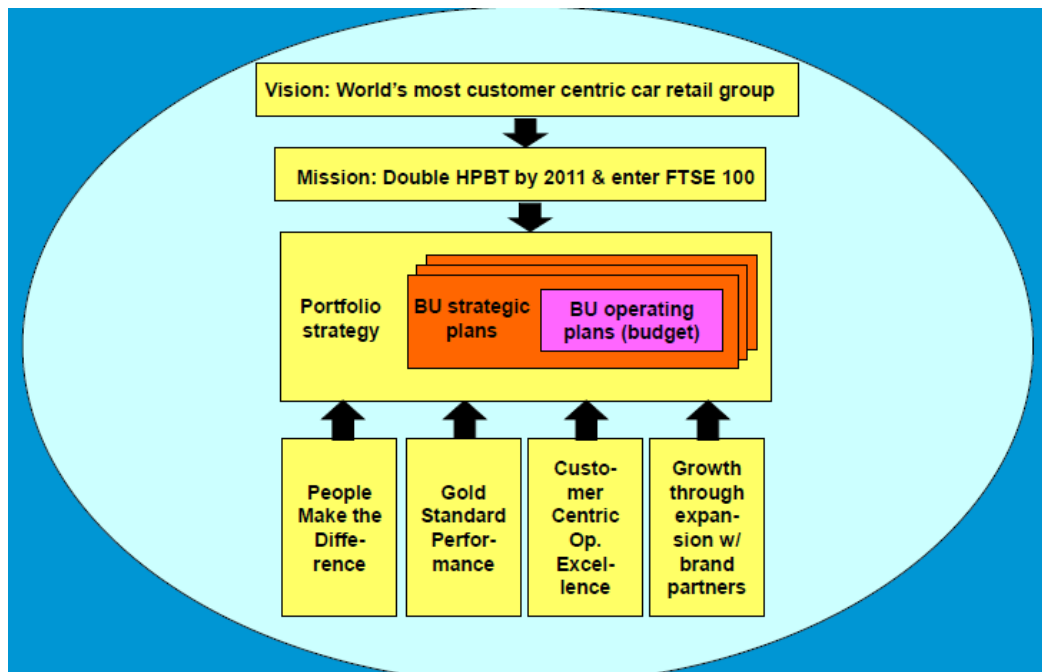 Vision: World's most customer centric car retail group
Mission: Double HPBT by 2011 & enter FTSE 100
Portfolio
strategy
BU strategic
plans
BU operating
plans (budget)
People
Make the
Diffe-
rence
Gold
Standard
Perfor-
mance
Custo-
mer
Centric
Op.
Excel-
lence
Growth
through
expan-
sion w/
brand
partners